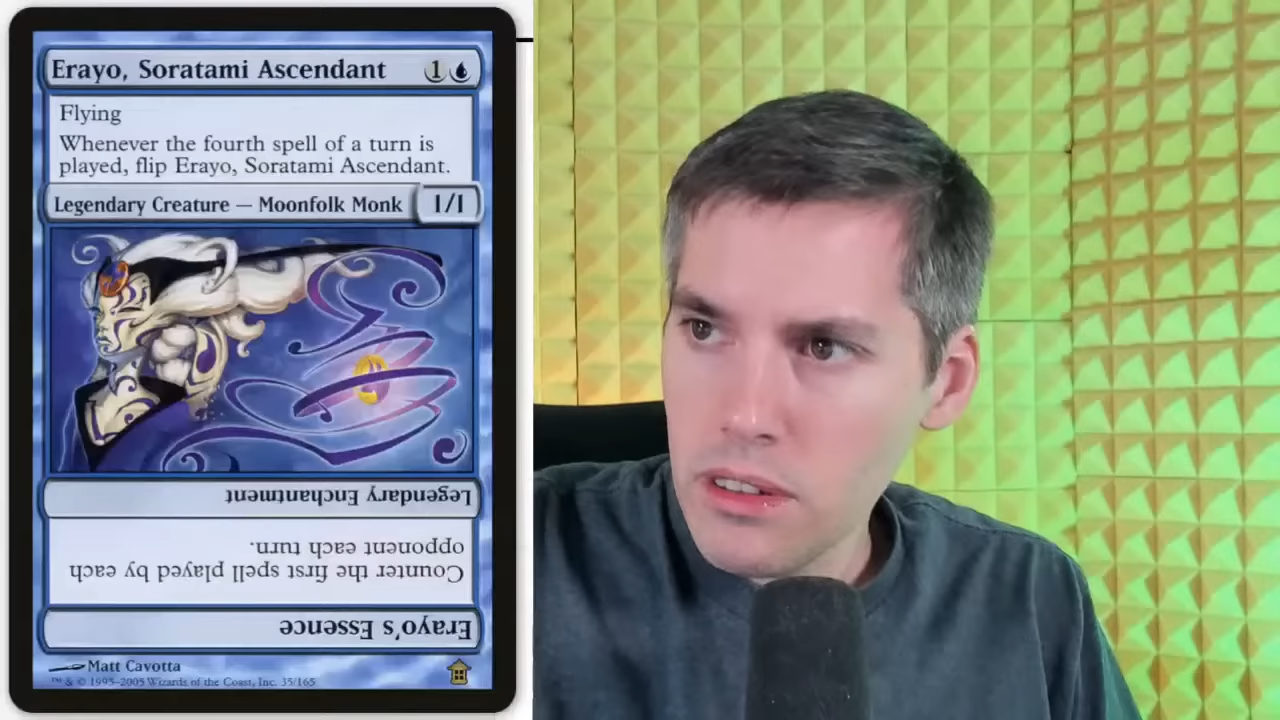 Erayo, Soratami Ascendant 1
Flying
Whenever the fourth spell of a turn is
played, flip Erayo, Soratami Ascendant.
Legendary Creature — Moonfolk Monk 1/1
Erayo's Essence
Legendary Enchantment
Counter the first spell played by each
opponent each turn.
Matt Cavotta
™ & © 1995–2005 Wizards of the Coast, Inc. 35/165